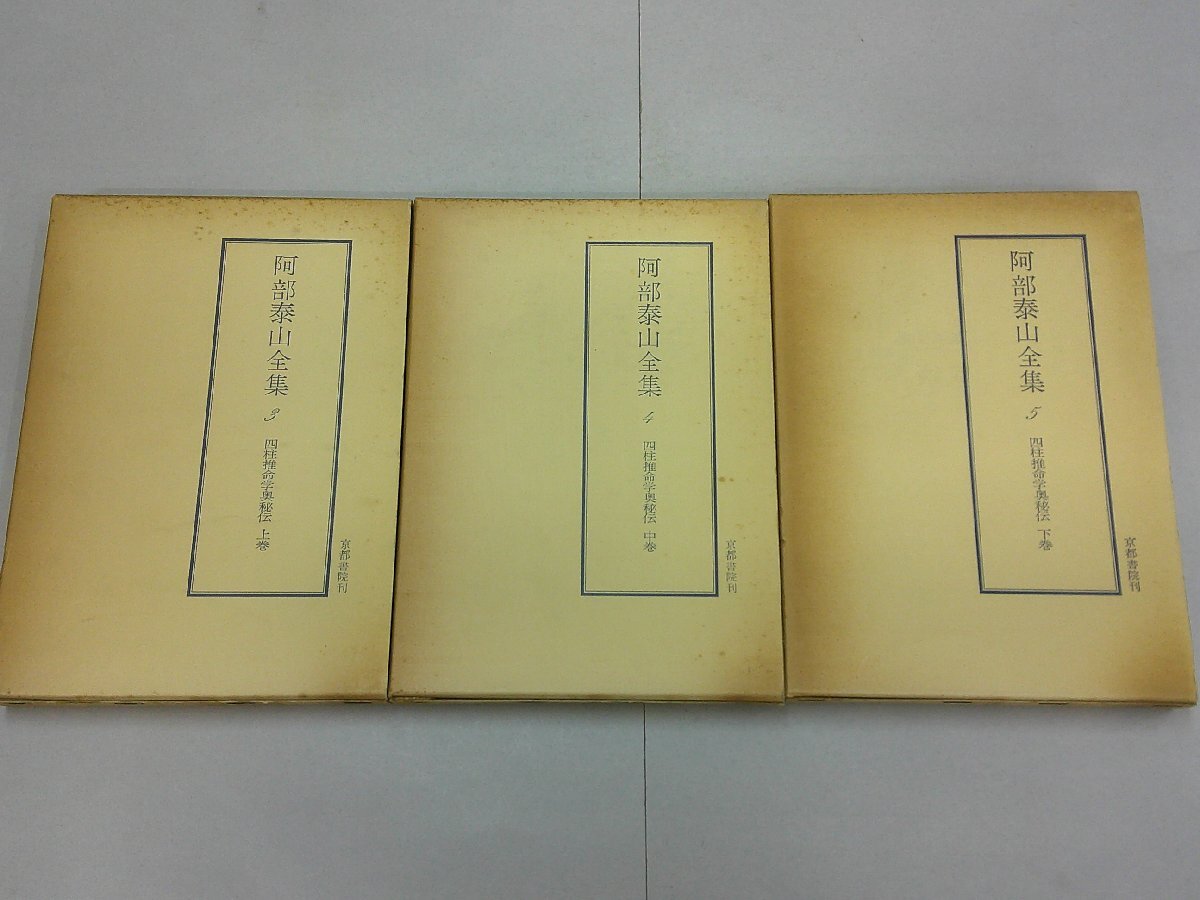 阿部泰山全集 3
四柱推命学奥秘伝 上巻
京都書院刊
阿部泰山全集 4
四柱推命学奥秘伝 中巻
京都書院刊
阿部泰山全集 5
四柱推命学奥秘伝 下巻
京都書院刊